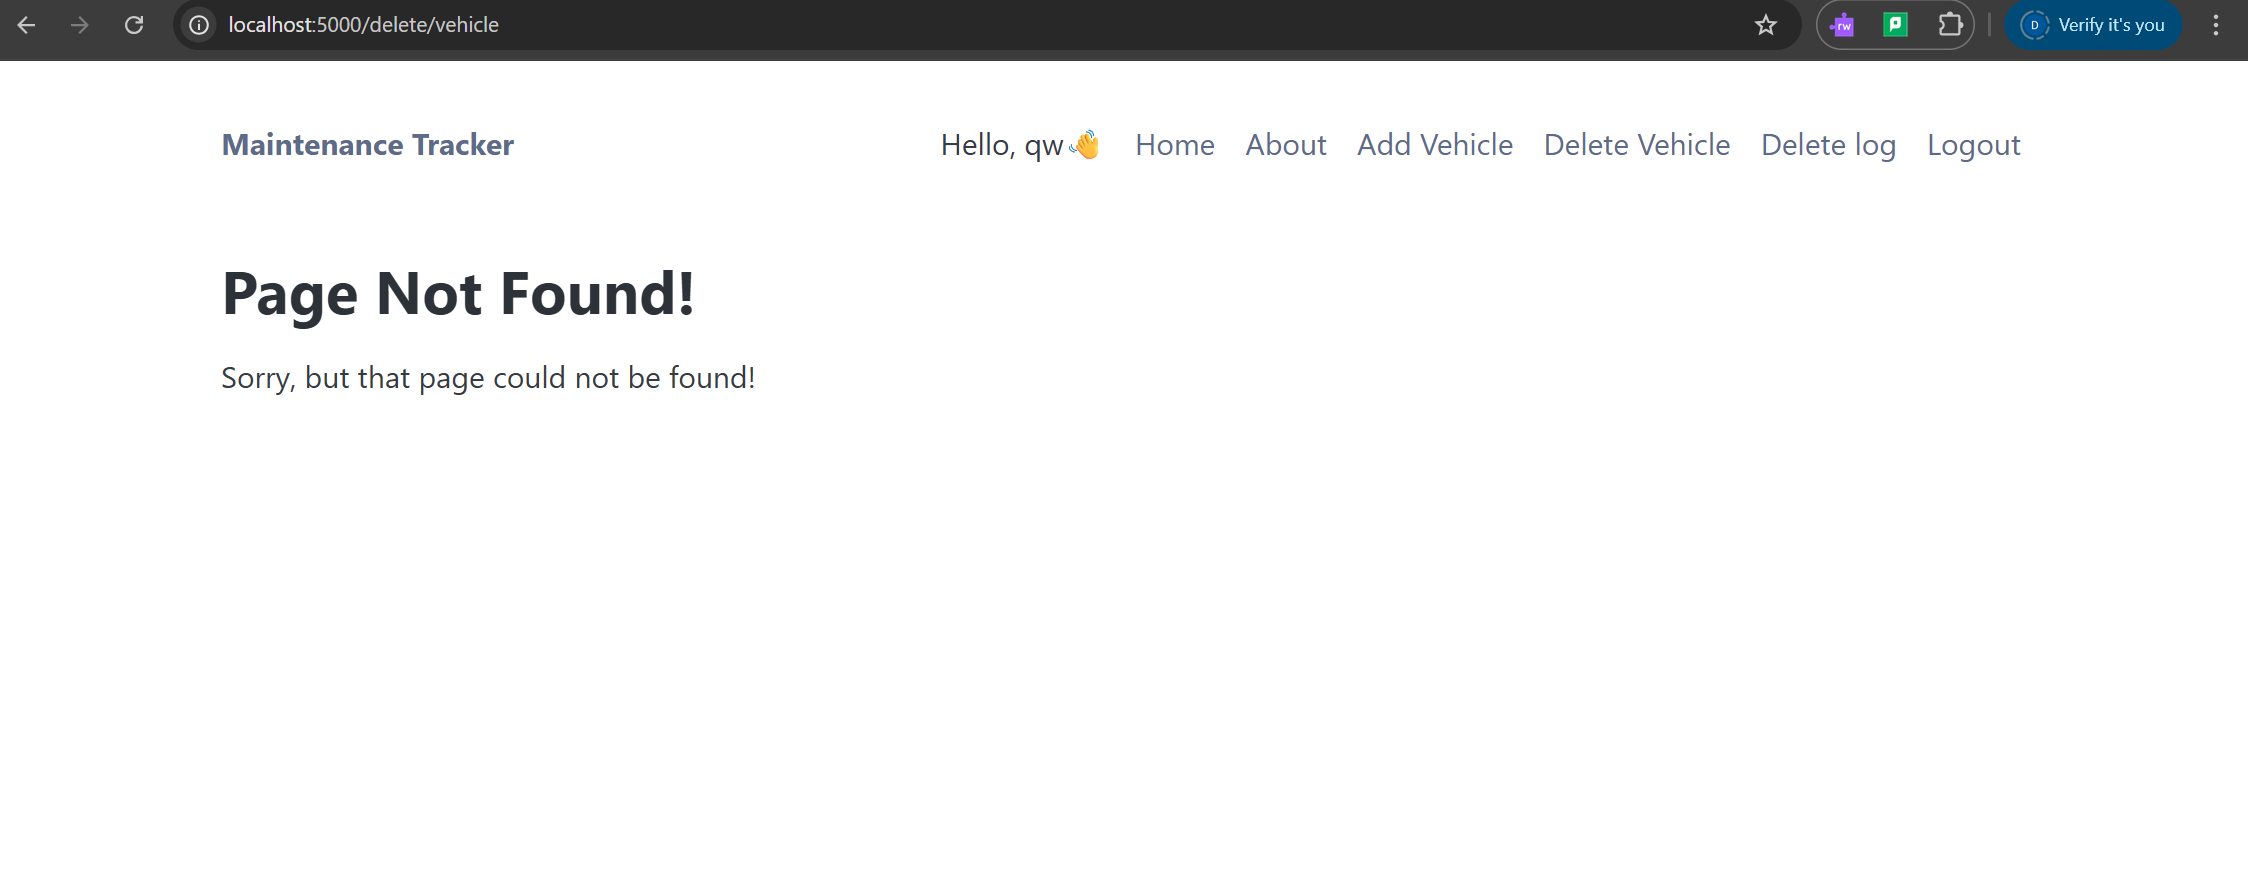 localhost:5000/delete/vehicle
rw
D
Verify it's you
Maintenance Tracker
Hello, qw👋 Home About Add Vehicle Delete Vehicle Delete log Logout
Page Not Found!
Sorry, but that page could not be found!